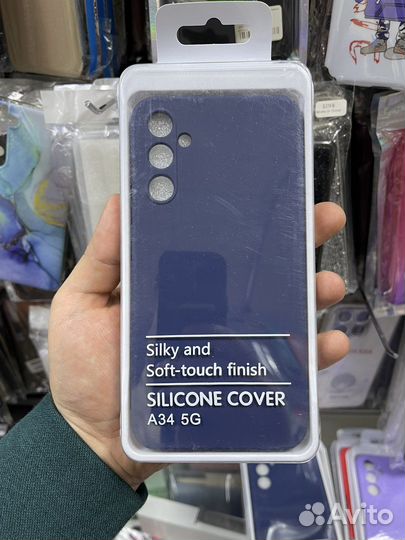 Silky and
Soft-touch finish
SILICONE COVER
A34 5G
Avito